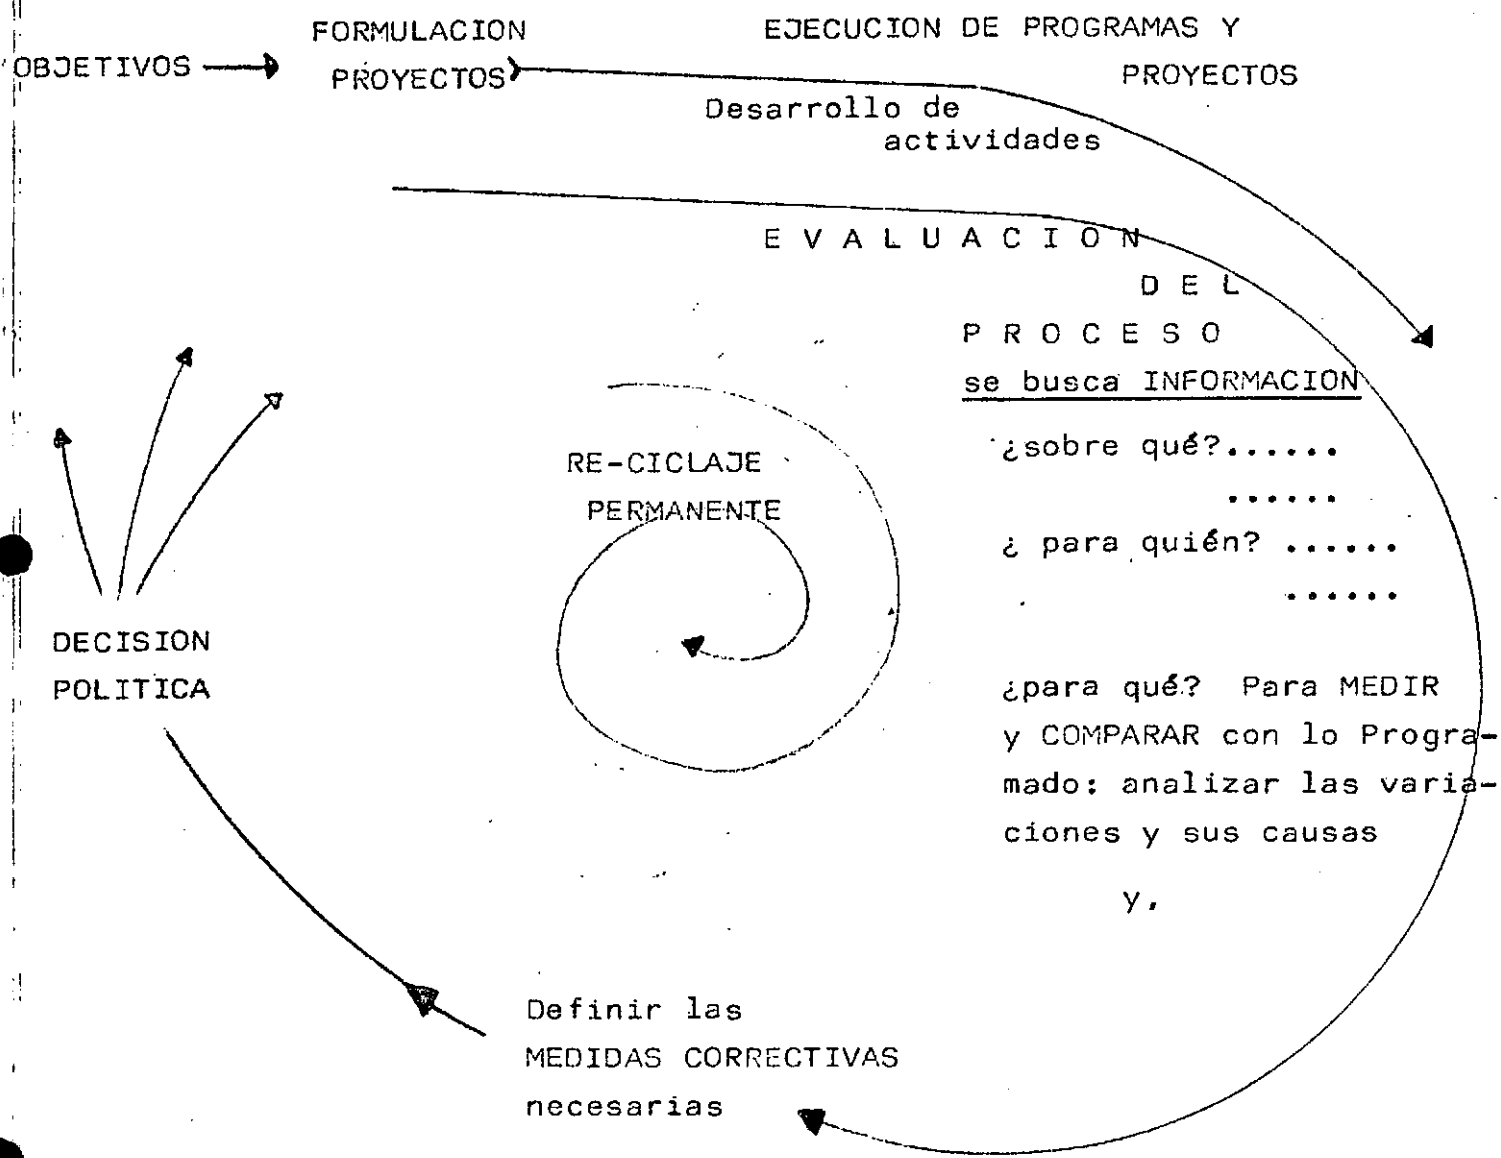 OBJETIVOS
FORMULACION
PROYECTOS
EJECUCION DE PROGRAMAS Y
PROYECTOS
Desarrollo de
actividades
E V A L U A C I O N
D E L
P R O C E S O
se busca INFORMACION
¿sobre qué?......
......
¿ para quién? ......
......
¿para qué? Para MEDIR
y COMPARAR con lo Progra-
mado: analizar las varia-
ciones y sus causas
y.
RE-CICLAJE
PERMANENTE
DECISION
POLITICA
Definir las
MEDIDAS CORRECTIVAS
necesarias